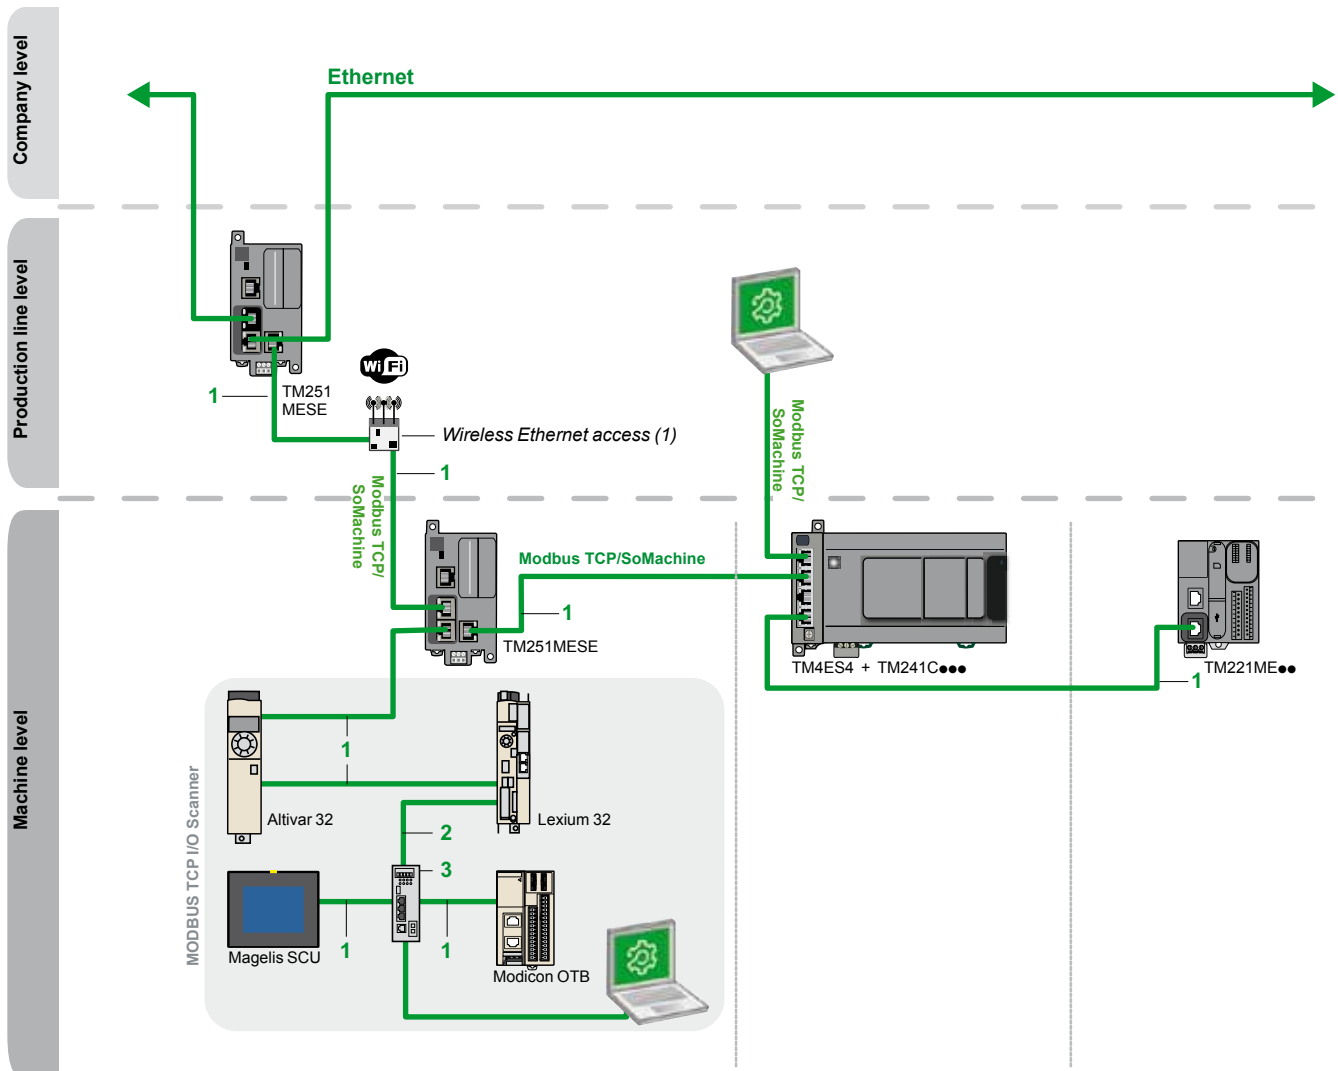 Company level
Ethernet
Production line level
1
TM251
MESE
WiFi
Wireless Ethernet access (1)
1
Modbus TCP/
SoMachine
Modbus TCP/
SoMachine
Machine level
Modbus TCP/SoMachine
1
TM251MESE
TM4ES4 + TM241C●●●
TM221ME●●
1
MODBUS TCP I/O Scanner
1
Altivar 32
Lexium 32
2
3
Magelis SCU
1
1
Modicon OTB